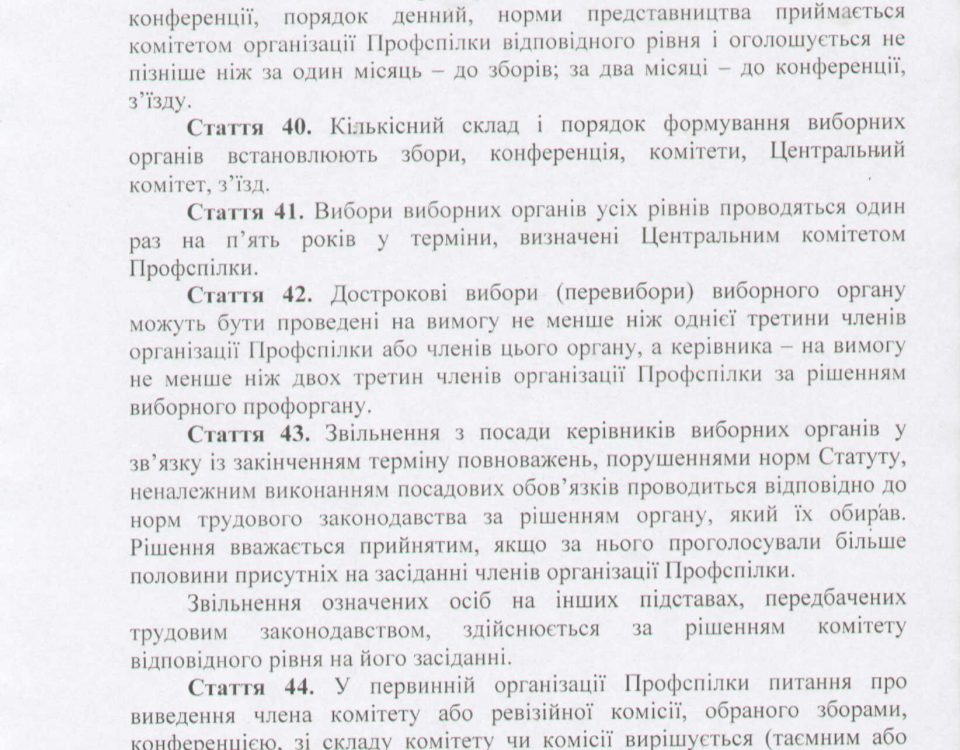 конференції, порядок денний, норми представництва приймається
комітетом організації Профспілки відповідного рівня і оголошується не
пізніше ніж за один місяць – до зборів; за два місяці – до конференції,
з’їзду.
Стаття 40. Кількісний склад і порядок формування виборних
органів встановлюють збори, конференція, комітети, Центральний
комітет, з’їзд.
Стаття 41. Вибори виборних органів усіх рівнів проводяться один
раз на п’ять років у терміни, визначені Центральним комітетом
Профспілки.
Стаття 42. Дострокові вибори (перевибори) виборного органу
можуть бути проведені на вимогу не менше ніж однієї третини членів
організації Профспілки або членів цього органу, а керівника – на вимогу
не менше ніж двох третин членів організації Профспілки за рішенням
виборного профоргану.
Стаття 43. Звільнення з посади керівників виборних органів у
зв’язку із закінченням терміну повноважень, порушеннями норм Статуту,
неналежним виконанням посадових обов’язків проводиться відповідно до
норм трудового законодавства за рішенням органу, який їх обирав.
Рішення вважається прийнятим, якщо за нього проголосували більше
половини присутніх на засіданні членів організації Профспілки.
Звільнення означених осіб на інших підставах, передбачених
трудовим законодавством, здійснюється за рішенням комітету
відповідного рівня на його засіданні.
Стаття 44. У первинній організації Профспілки питання про
виведення члена комітету або ревізійної комісії, обраного зборами,
конференцією, зі складу комітету чи комісії вирішується (таємним або